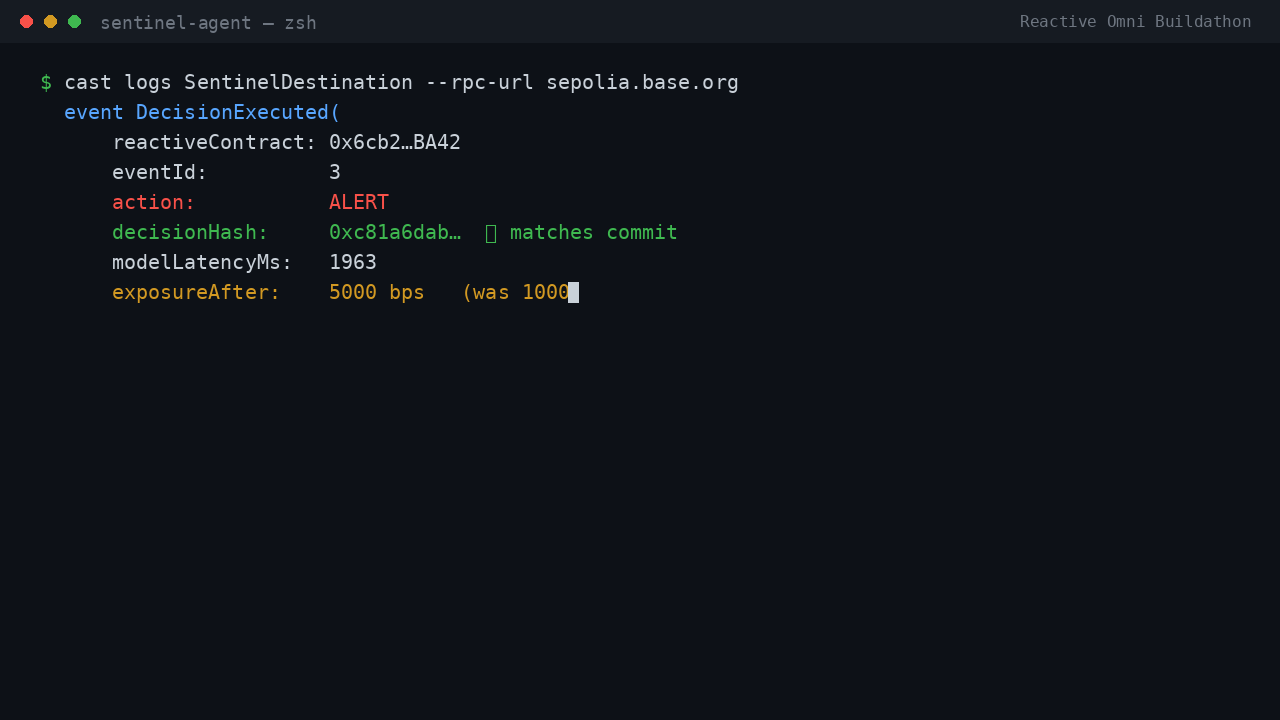 sentinel-agent — zsh
Reactive Omni Buildathon
$ cast logs SentinelDestination --rpc-url sepolia.base.org
event DecisionExecuted(
reactiveContract: 0x6cb2…BA42
eventId: 3
action: ALERT
decisionHash: 0xc81a6dab… ▯ matches commit
modelLatencyMs: 1963
exposureAfter: 5000 bps (was 1000